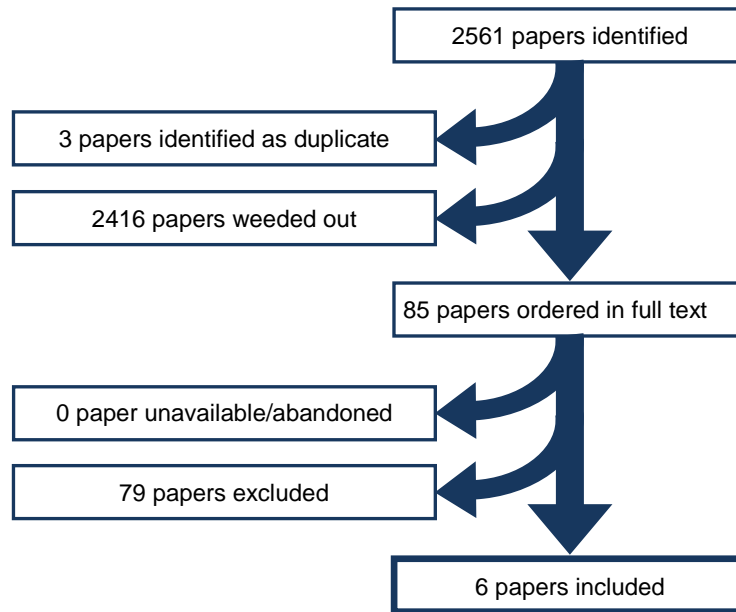 2561 papers identified
3 papers identified as duplicate
2416 papers weeded out
85 papers ordered in full text
0 paper unavailable/abandoned
79 papers excluded
6 papers included